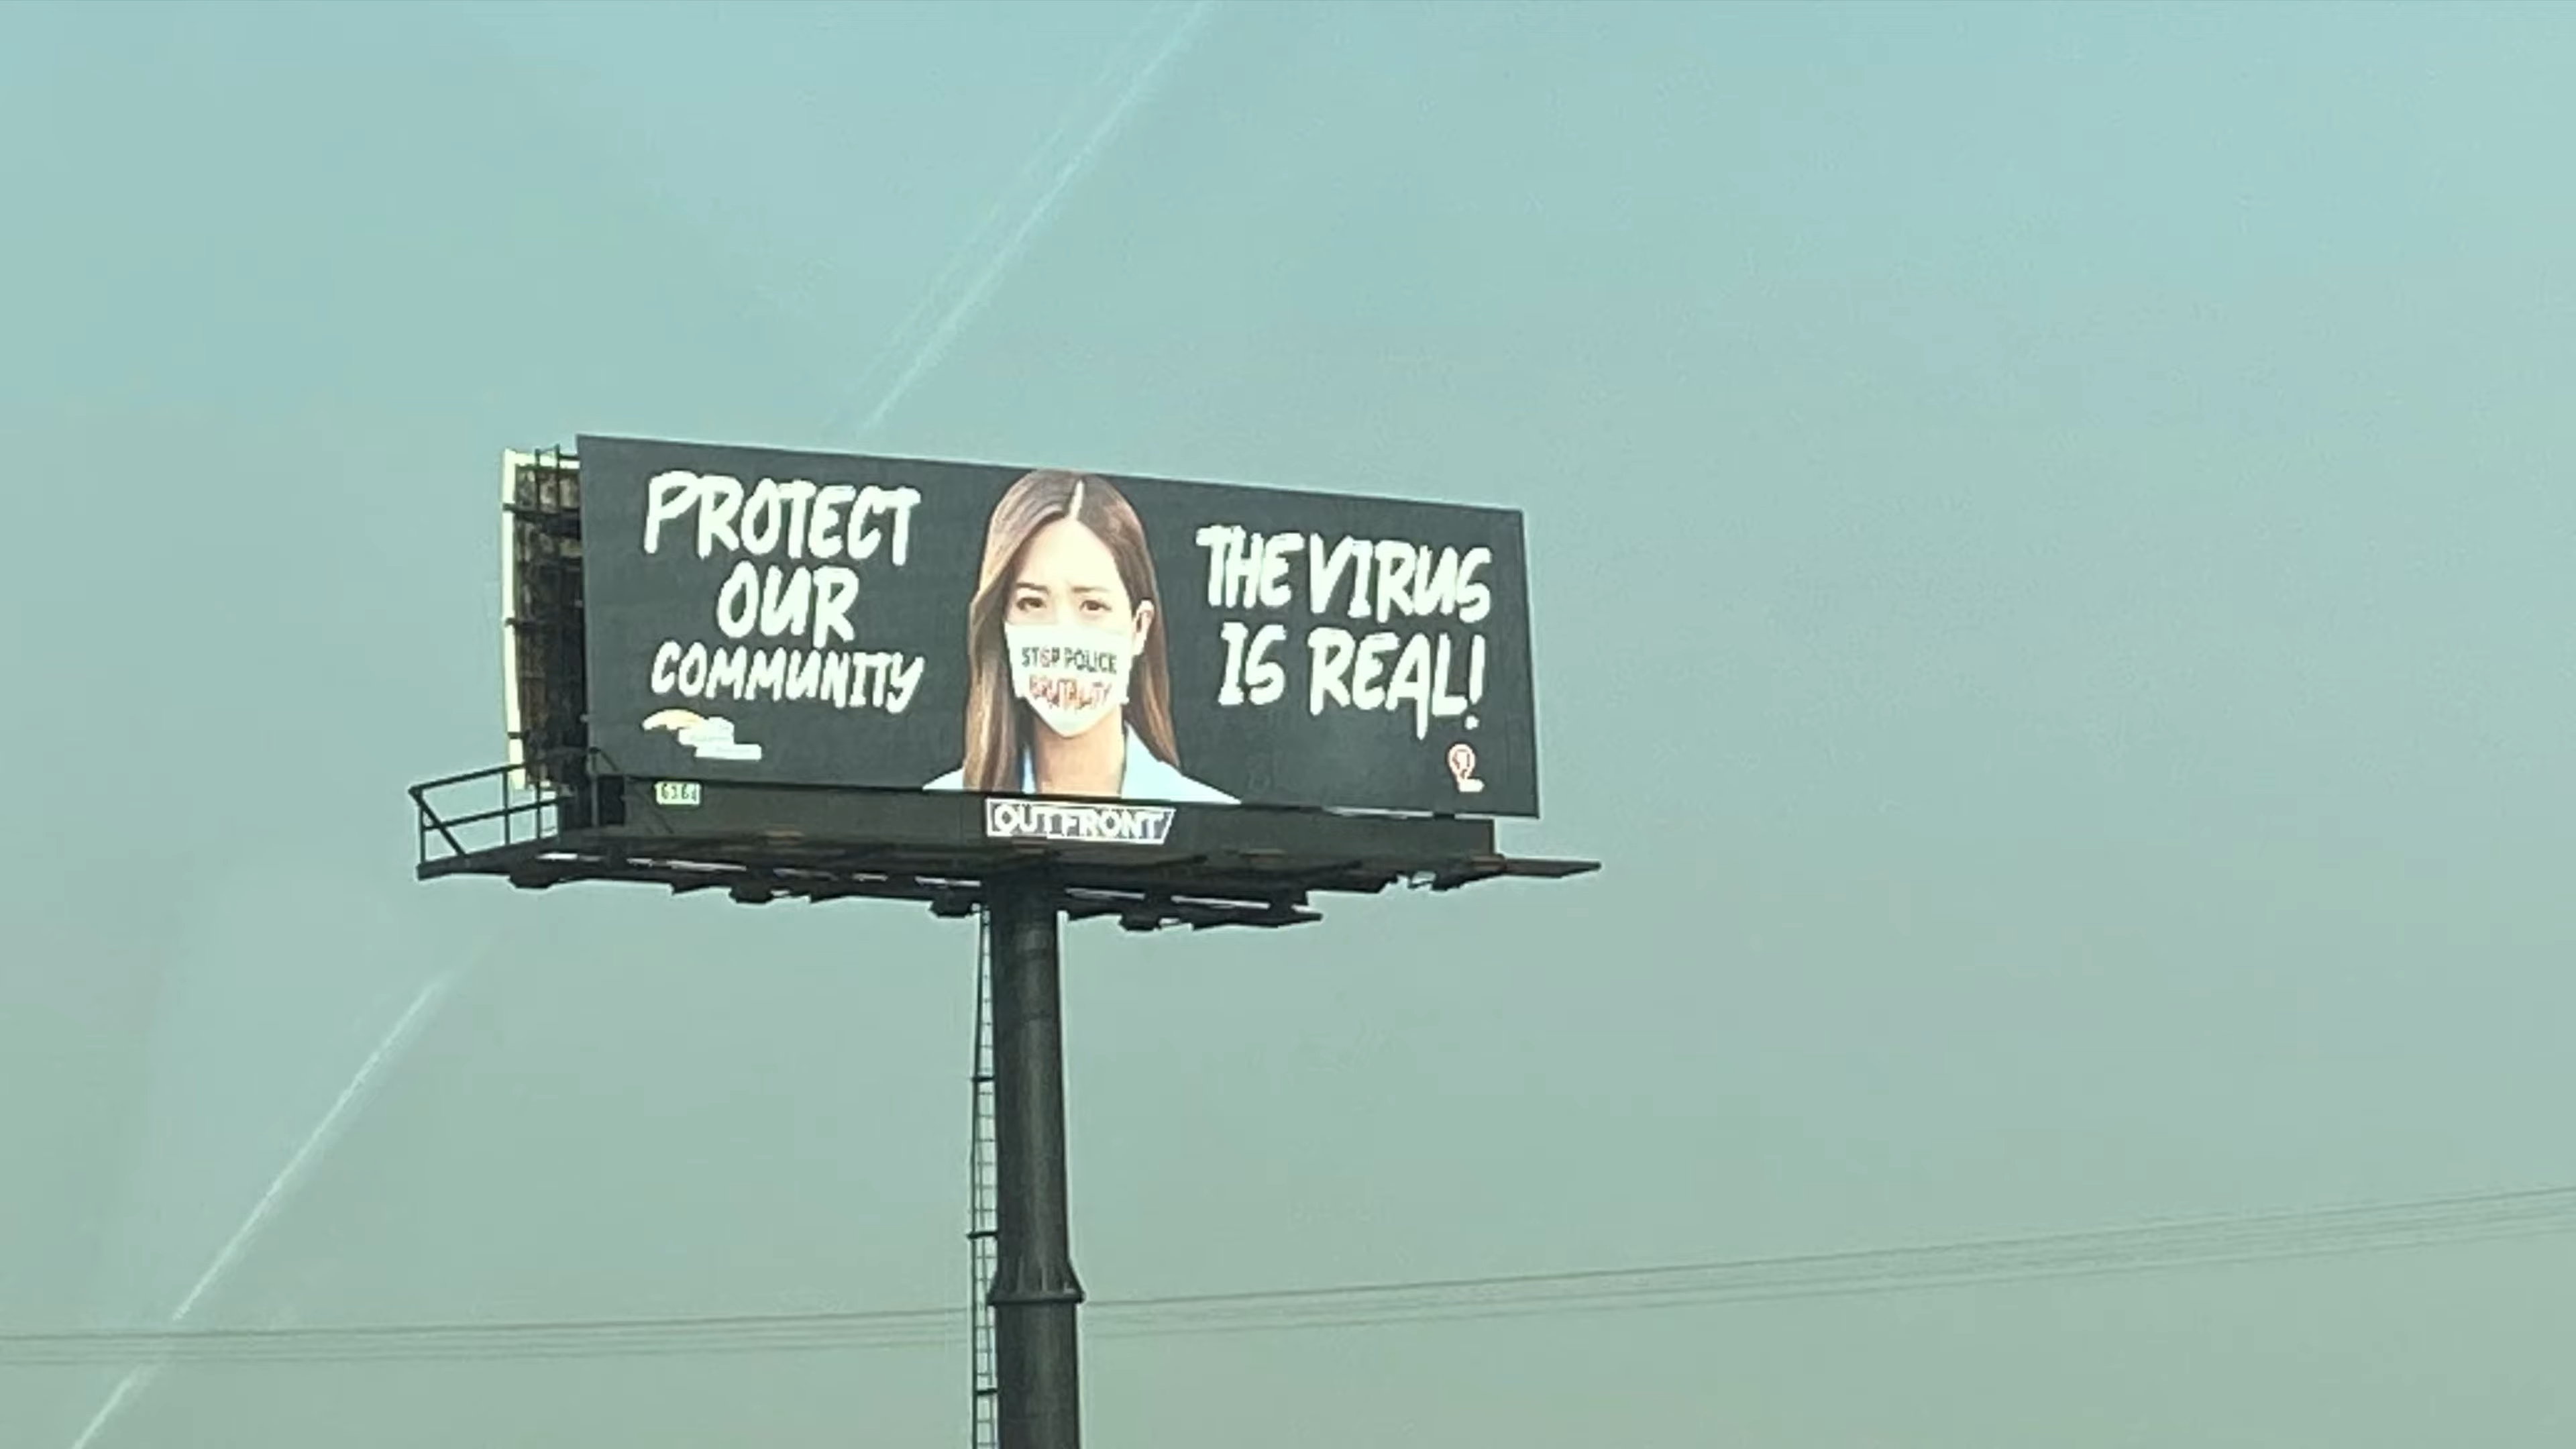 PROTECT
OUR
COMMUNITY
STOP POLICE
BRUTALITY
THE VIRUS
IS REAL!
OUTFRONT